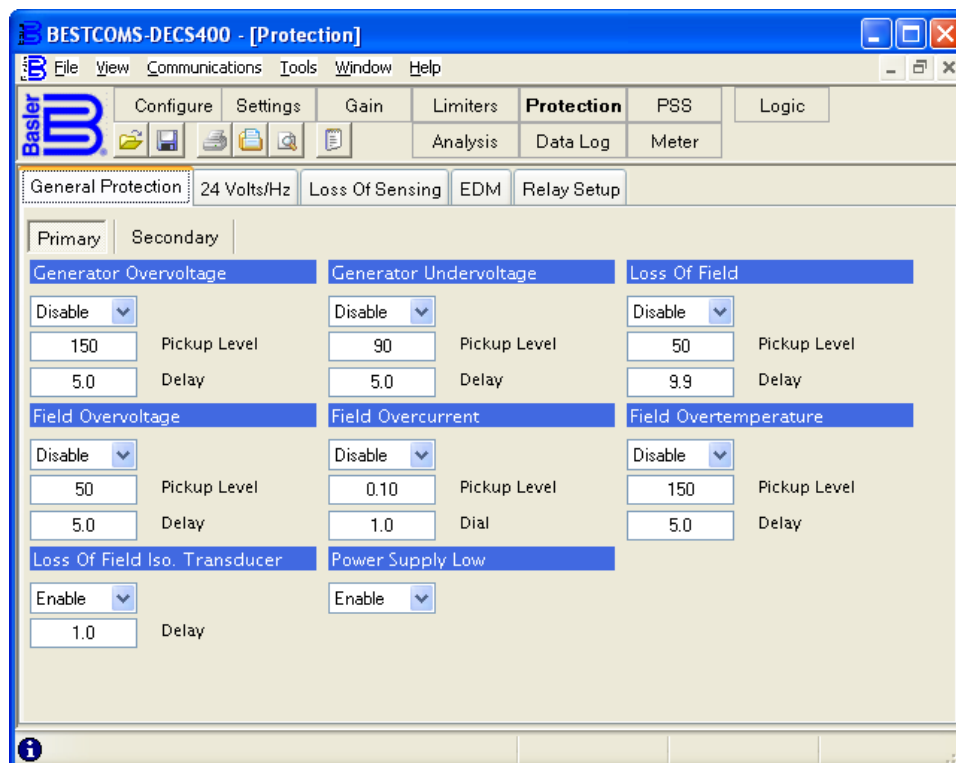 BESTCOMS-DECS400 - [Protection]
File View Communications Tools Window Help
Basler
Configure Settings Gain Limiters Protection PSS Logic
Analysis Data Log Meter
General Protection 24 Volts/Hz Loss Of Sensing EDM Relay Setup
Primary Secondary
Generator Overvoltage Generator Undervoltage Loss Of Field
Disable Disable Disable
150 Pickup Level 90 Pickup Level 50 Pickup Level
5.0 Delay 5.0 Delay 9.9 Delay
Field Overvoltage Field Overcurrent Field Overtemperature
Disable Disable Disable
50 Pickup Level 0.10 Pickup Level 150 Pickup Level
5.0 Delay 1.0 Dial 5.0 Delay
Loss Of Field Iso. Transducer Power Supply Low
Enable Enable
1.0 Delay